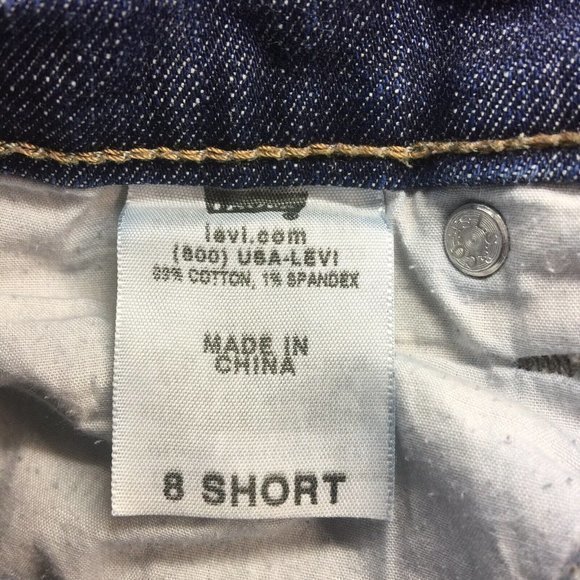 levi.com
(800) USA-LEVI
99% COTTON, 1% SPANDEX
MADE IN
CHINA
8 SHORT